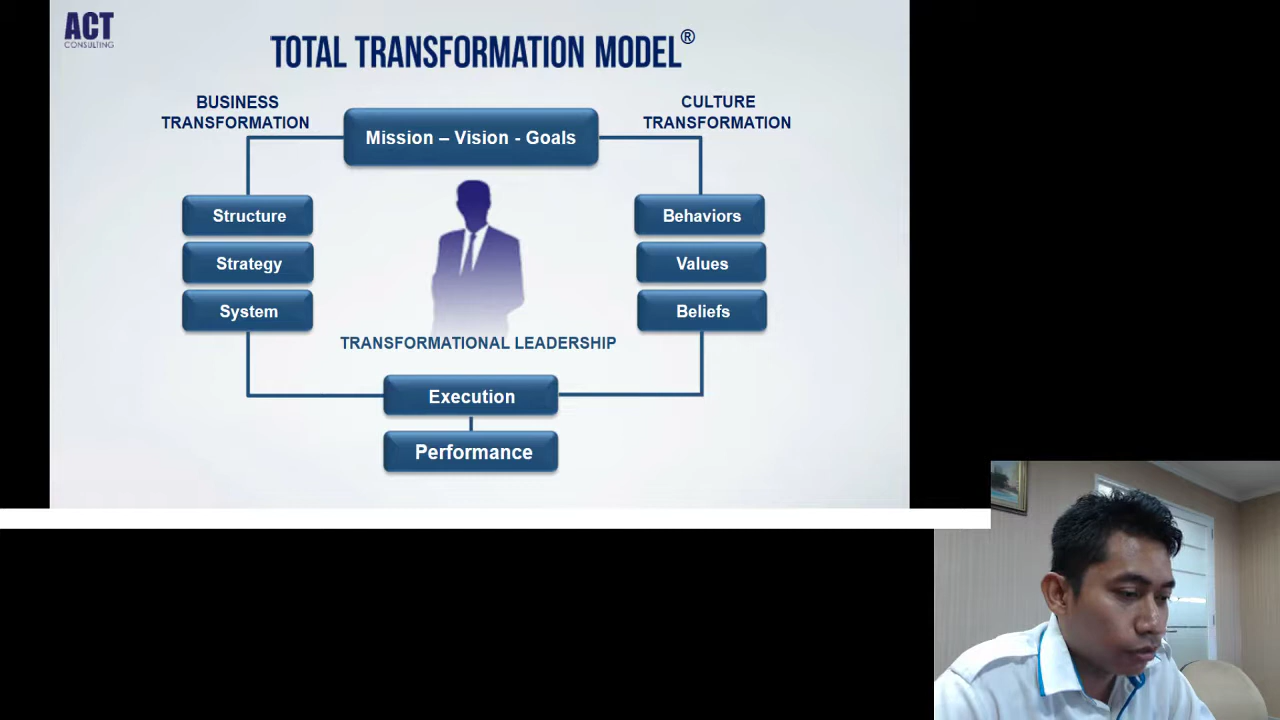 ACT
CONSULTING
TOTAL TRANSFORMATION MODEL®
BUSINESS
TRANSFORMATION
CULTURE
TRANSFORMATION
Mission – Vision - Goals
Structure
Strategy
System
Behaviors
Values
Beliefs
TRANSFORMATIONAL LEADERSHIP
Execution
Performance